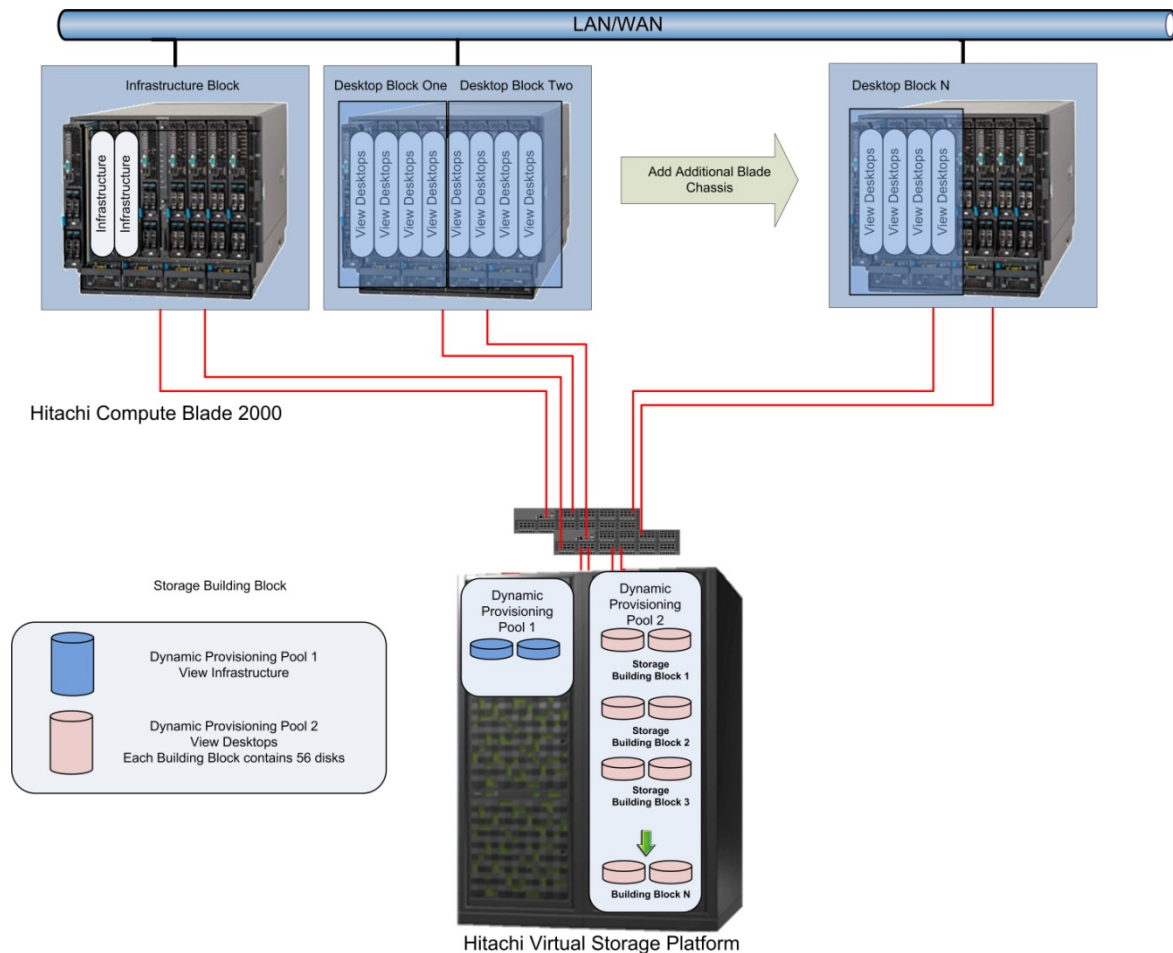 LAN/WAN
Infrastructure Block
Infrastructure
Infrastructure
Desktop Block One
Desktop Block Two
View Desktops
View Desktops
View Desktops
View Desktops
View Desktops
View Desktops
View Desktops
View Desktops
Add Additional Blade
Chassis
Desktop Block N
View Desktops
View Desktops
View Desktops
View Desktops
Hitachi Compute Blade 2000
Storage Building Block
Dynamic Provisioning Pool 1
View Infrastructure
Dynamic Provisioning Pool 2
View Desktops
Each Building Block contains 56 disks
Dynamic
Provisioning
Pool 1
Dynamic
Provisioning
Pool 2
Storage
Building Block 1
Storage
Building Block 2
Storage
Building Block 3
Building Block N
Hitachi Virtual Storage Platform